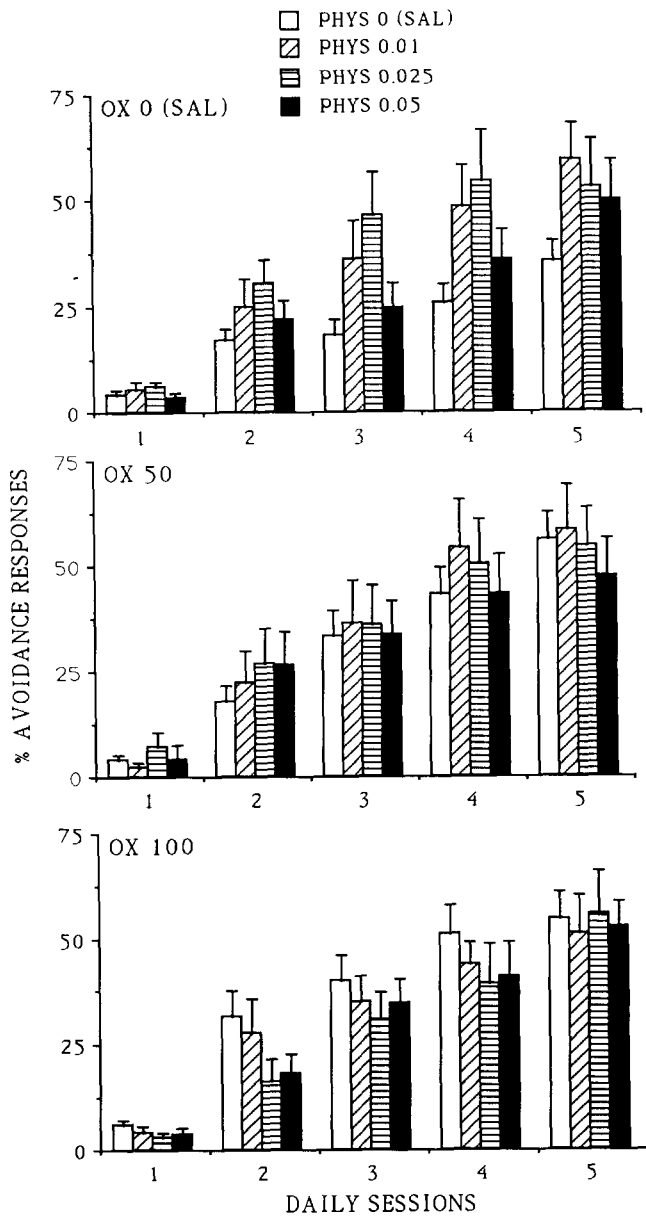 PHYS 0 (SAL)
PHYS 0.01
PHYS 0.025
PHYS 0.05
OX 0 (SAL)
75
50
25
0
1 2 3 4 5
OX 50
75
50
25
0
1 2 3 4 5
OX 100
75
50
25
0
1 2 3 4 5
% AVOIDANCE RESPONSES
DAILY SESSIONS